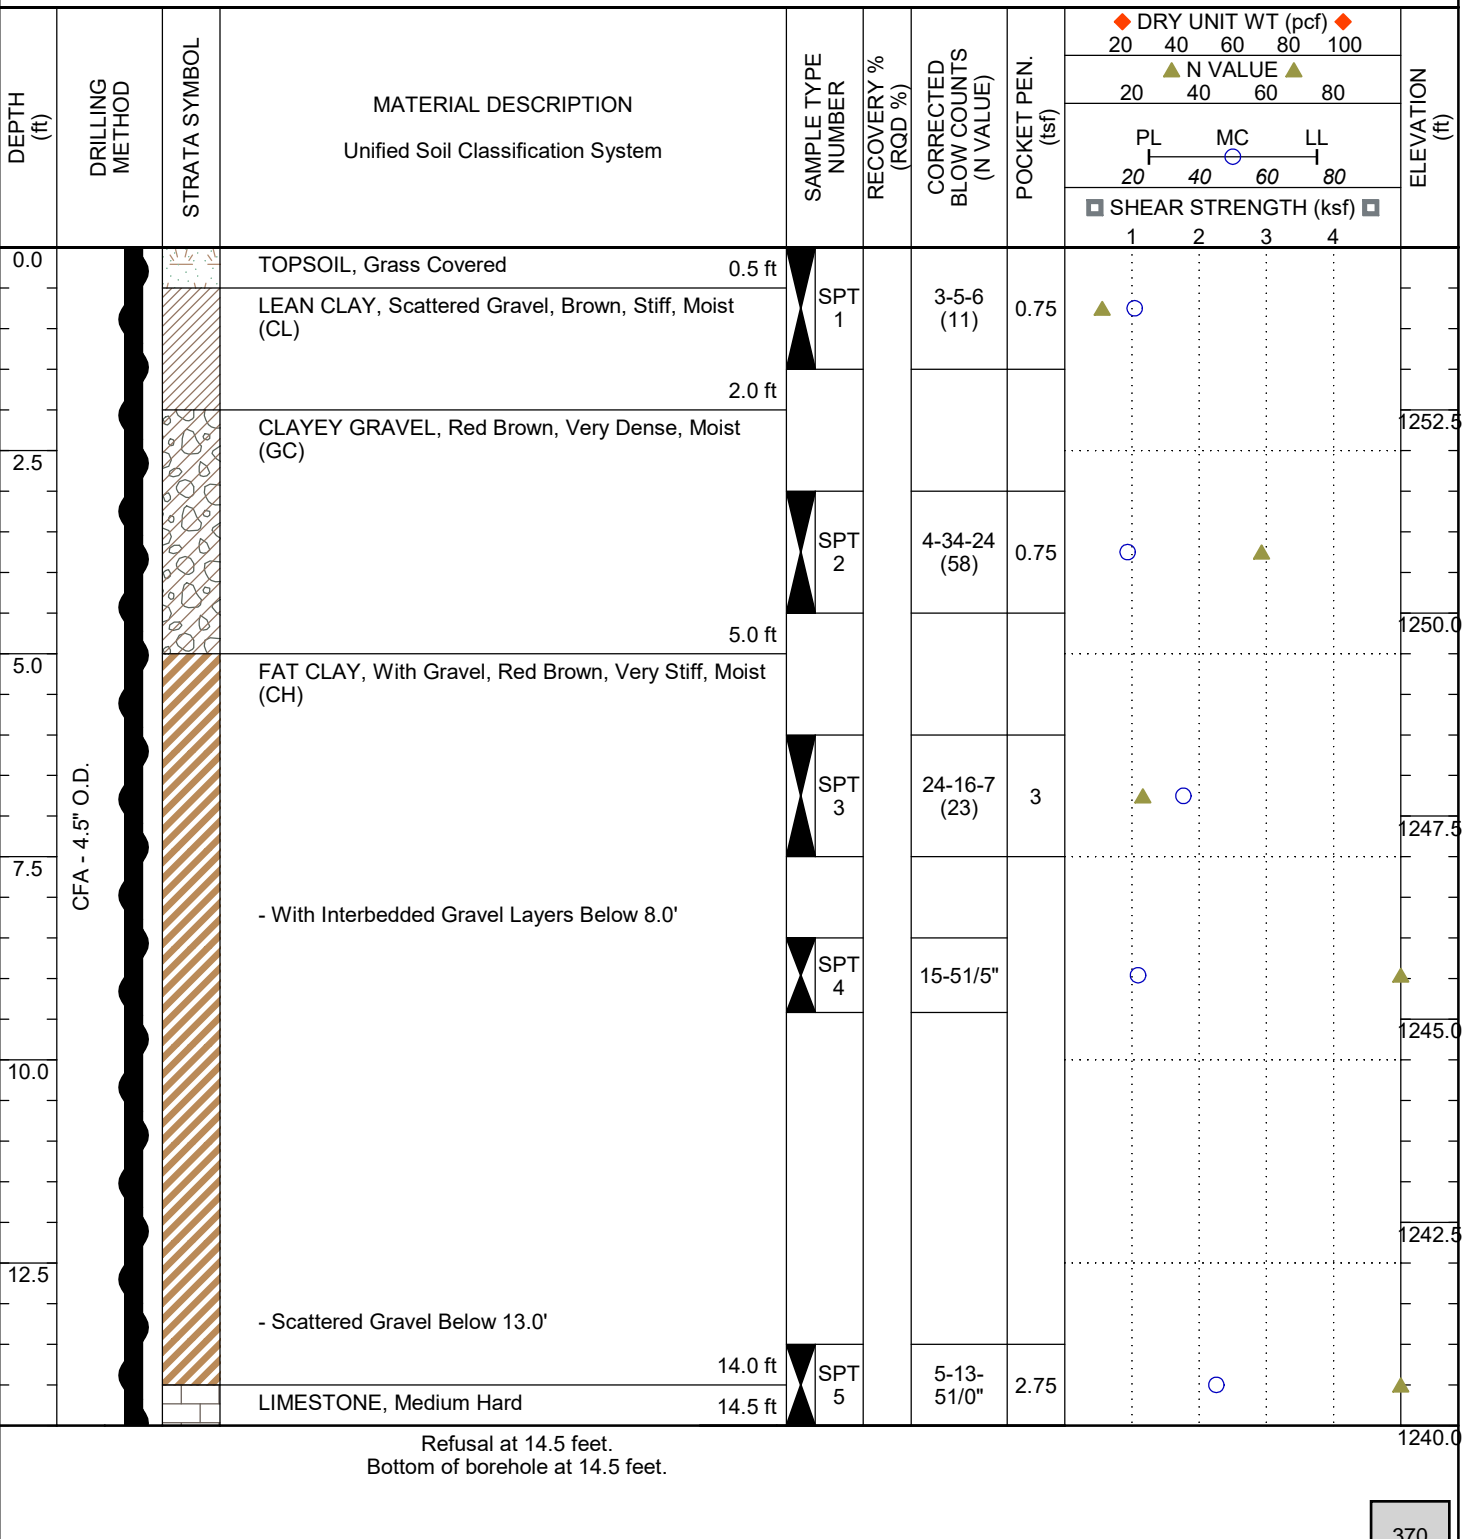 DEPTH
(ft)
DRILLING
METHOD
STRATA SYMBOL
MATERIAL DESCRIPTION
Unified Soil Classification System
SAMPLE TYPE
NUMBER
RECOVERY %
(RQD %)
CORRECTED
BLOW COUNTS
(N VALUE)
POCKET PEN.
(tsf)
DRY UNIT WT (pcf)
20 40 60 80 100
N VALUE
20 40 60 80
PL MC LL
20 40 60 80
SHEAR STRENGTH (ksf)
1 2 3 4
ELEVATION
(ft)
0.0
TOPSOIL, Grass Covered 0.5 ft
LEAN CLAY, Scattered Gravel, Brown, Stiff, Moist
(CL)
2.0 ft
SPT
1
3-5-6
(11)
0.75
CLAYEY GRAVEL, Red Brown, Very Dense, Moist
(GC)
1252.5
2.5
SPT
2
4-34-24
(58)
0.75
5.0 ft
1250.0
5.0
FAT CLAY, With Gravel, Red Brown, Very Stiff, Moist
(CH)
CFA - 4.5" O.D.
SPT
3
24-16-7
(23)
3
1247.5
7.5
- With Interbedded Gravel Layers Below 8.0'
SPT
4
15-51/5"
1245.0
10.0
1242.5
12.5
- Scattered Gravel Below 13.0'
14.0 ft
SPT
5
5-13-
51/0"
2.75
LIMESTONE, Medium Hard 14.5 ft
1240.0
Refusal at 14.5 feet.
Bottom of borehole at 14.5 feet.
370